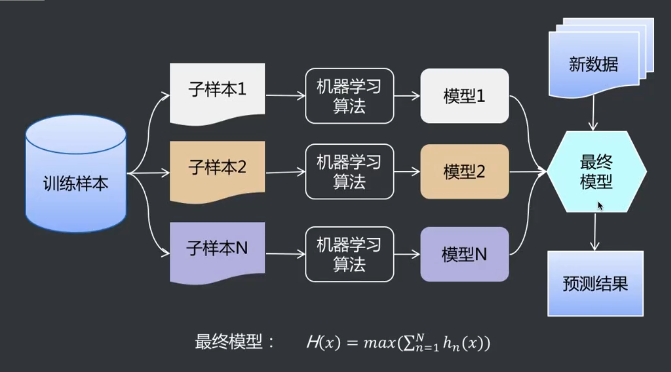 训练样本
子样本1
机器学习
算法
模型1
子样本2
机器学习
算法
模型2
子样本N
机器学习
算法
模型N
新数据
最终
模型
预测结果
最终模型： H(x) = max(∑ₙ₌₁ᴺ hₙ(x))